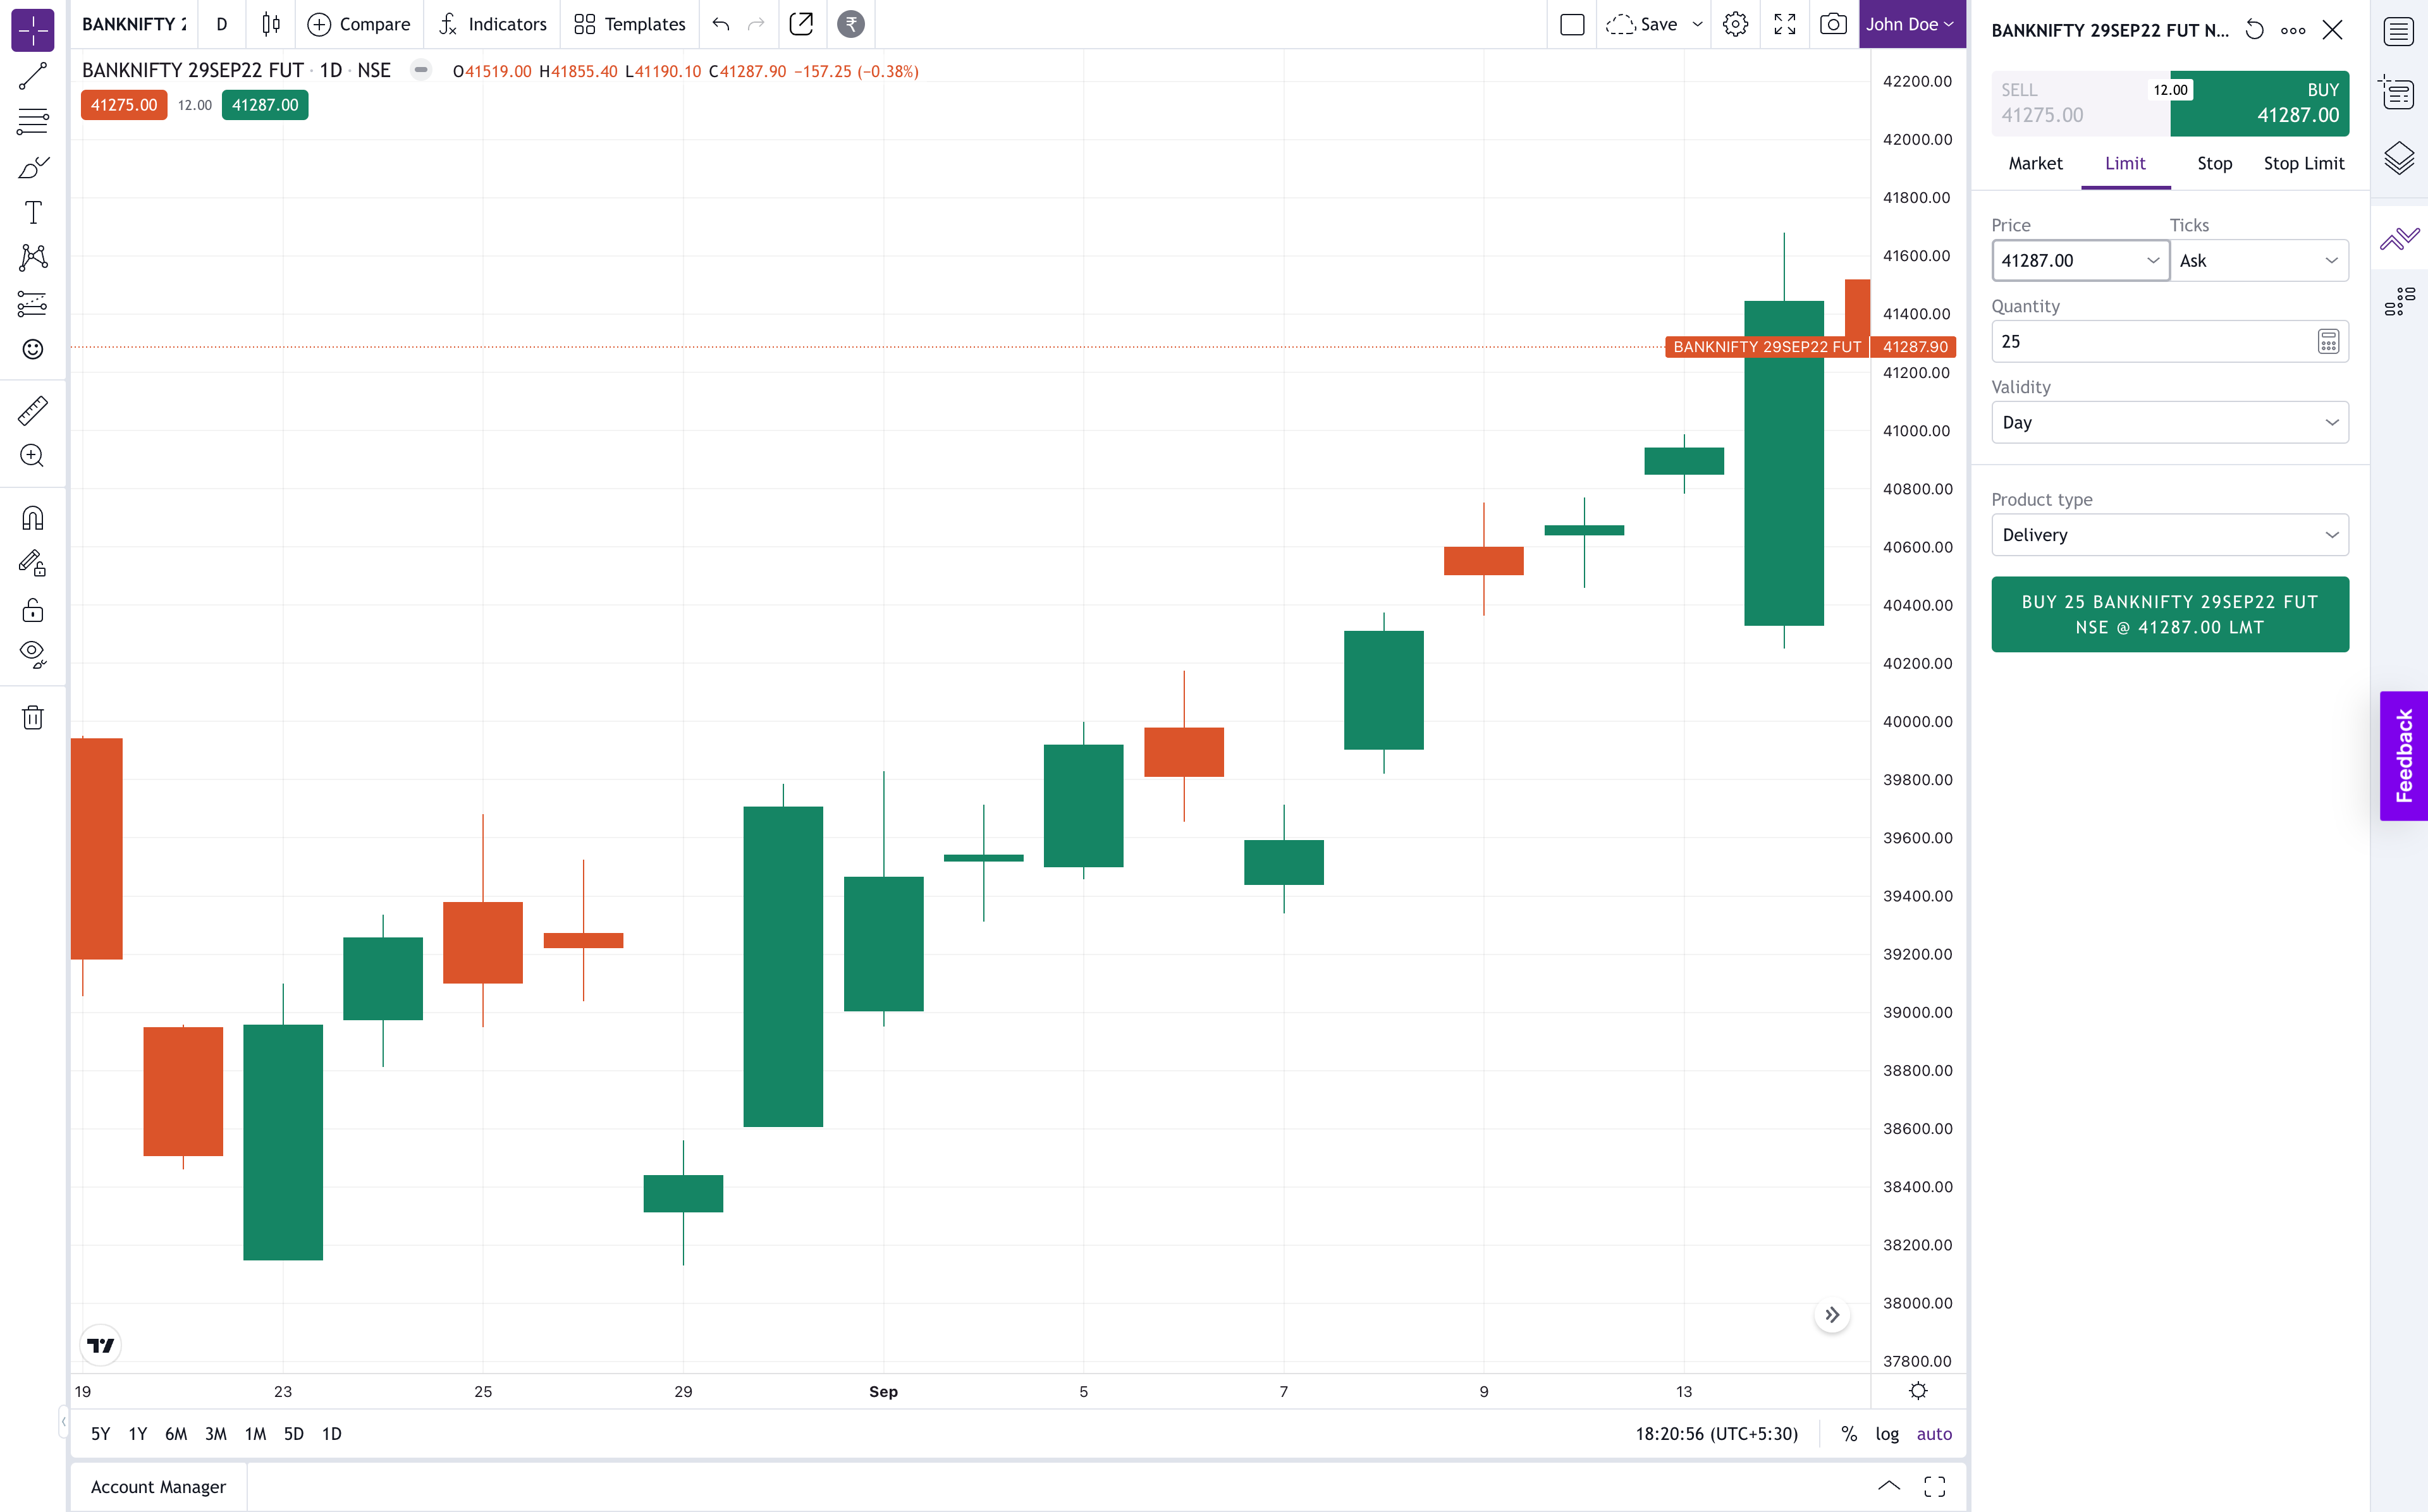 BANKNIFTY 2
D
Compare
Indicators
Templates
₹
Save
John Doe
BANKNIFTY 29SEP22 FUT · 1D · NSE
O41519.00 H41855.40 L41190.10 C41287.90 −157.25 (−0.38%)
41275.00 12.00 41287.00
42200.00
42000.00
41800.00
41600.00
41400.00
BANKNIFTY 29SEP22 FUT 41287.90
41200.00
41000.00
40800.00
40600.00
40400.00
40200.00
40000.00
39800.00
39600.00
39400.00
39200.00
39000.00
38800.00
38600.00
38400.00
38200.00
38000.00
37800.00
19 23 25 29 Sep 5 7 9 13
5Y 1Y 6M 3M 1M 5D 1D
18:20:56 (UTC+5:30)
% log auto
Account Manager
BANKNIFTY 29SEP22 FUT N...
SELL 12.00 BUY
41275.00 41287.00
Market Limit Stop Stop Limit
Price Ticks
41287.00 Ask
Quantity
25
Validity
Day
Product type
Delivery
BUY 25 BANKNIFTY 29SEP22 FUT
NSE @ 41287.00 LMT
Feedback